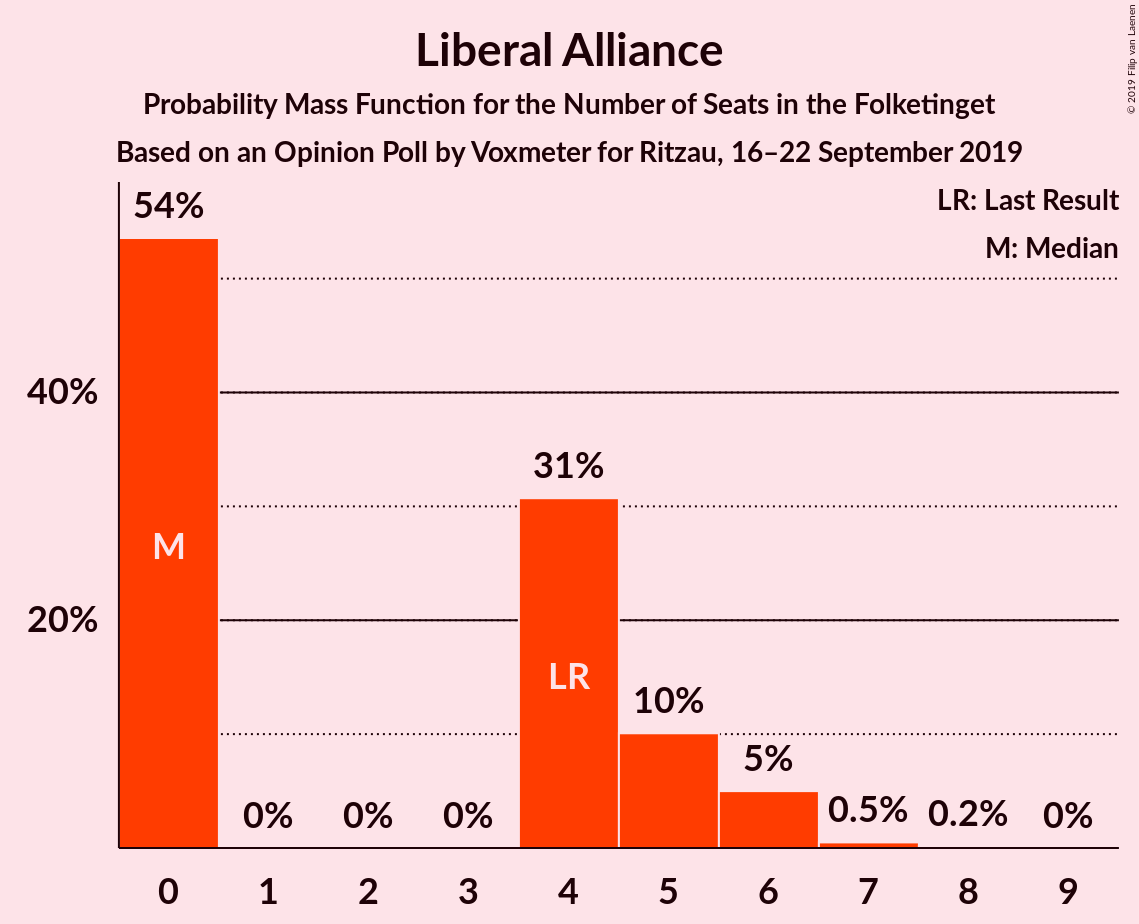 Liberal Alliance
Probability Mass Function for the Number of Seats in the Folketinget
Based on an Opinion Poll by Voxmeter for Ritzau, 16–22 September 2019
© 2019 Filip van Laenen
LR: Last Result
M: Median
54%
40%
31%
M
20%
LR
10%
5%
0% 0% 0% 0.5% 0.2% 0%
0 1 2 3 4 5 6 7 8 9